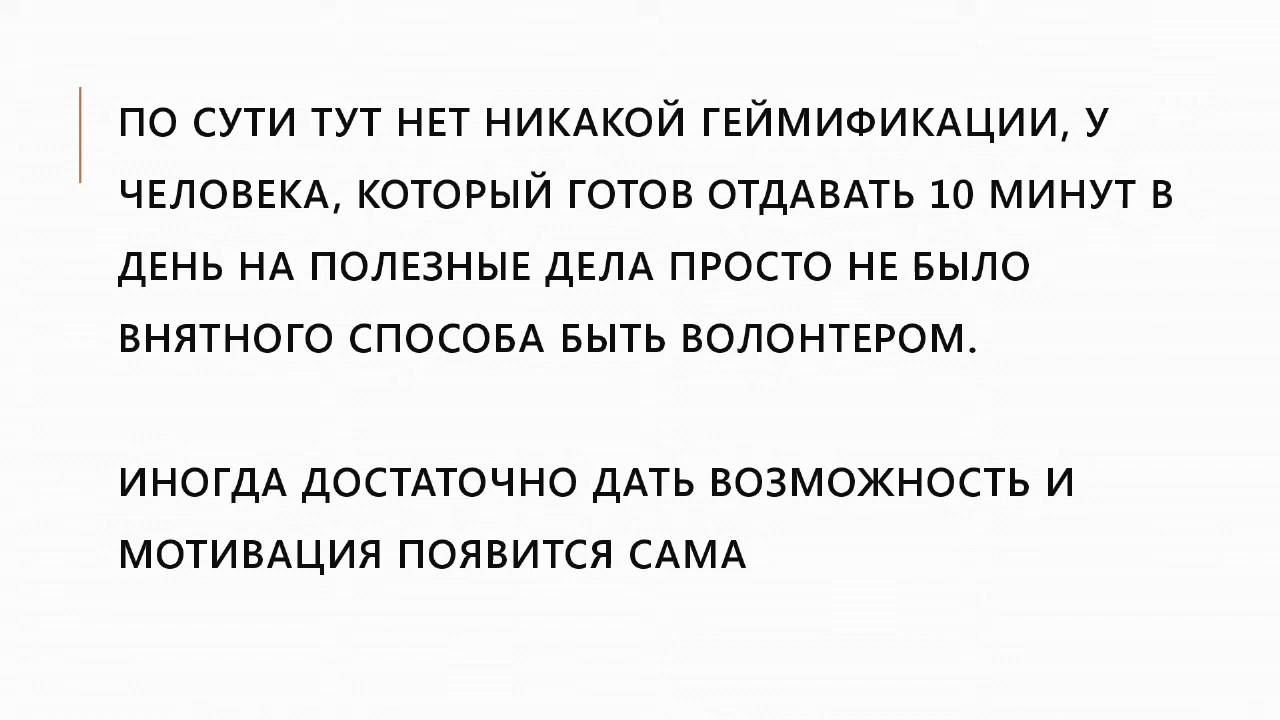 ПО СУТИ ТУТ НЕТ НИКАКОЙ ГЕЙМИФИКАЦИИ, У
ЧЕЛОВЕКА, КОТОРЫЙ ГОТОВ ОТДАВАТЬ 10 МИНУТ В
ДЕНЬ НА ПОЛЕЗНЫЕ ДЕЛА ПРОСТО НЕ БЫЛО
ВНЯТНОГО СПОСОБА БЫТЬ ВОЛОНТЕРОМ.
ИНОГДА ДОСТАТОЧНО ДАТЬ ВОЗМОЖНОСТЬ И
МОТИВАЦИЯ ПОЯВИТСЯ САМА